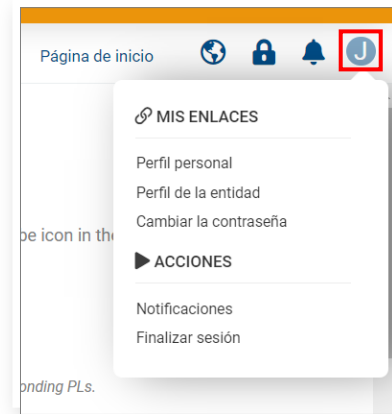 Página de inicio
J
MIS ENLACES
Perfil personal
Perfil de la entidad
be icon in the
Cambiar la contraseña
ACCIONES
Notificaciones
Finalizar sesión
onding PLs.